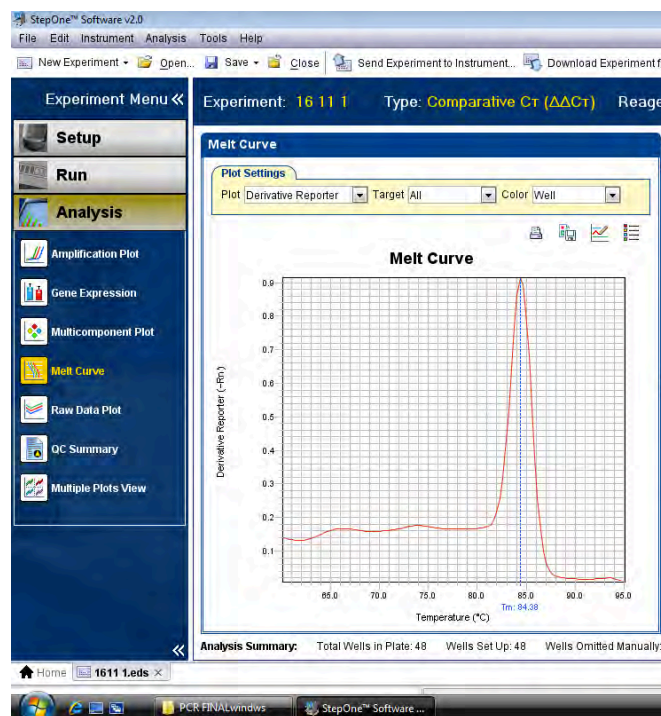 StepOne™ Software v2.0
File Edit Instrument Analysis Tools Help
New Experiment Open... Save Close Send Experiment to Instrument... Download Experiment f
Experiment Menu «
Experiment: 16 11 1 Type: Comparative CT (ΔΔCT) Reage
Setup
Run
Analysis
Amplification Plot
Gene Expression
Multicomponent Plot
Melt Curve
Raw Data Plot
QC Summary
Multiple Plots View
«
Melt Curve
Plot Settings
Plot Derivative Reporter Target All Color Well
Melt Curve
0.9
0.8
0.7
0.6
0.5
0.4
0.3
0.2
0.1
Derivative Reporter (-Rn)
65.0 70.0 75.0 80.0 85.0 90.0 95.0
Tm: 84.38
Temperature (°C)
Analysis Summary: Total Wells in Plate: 48 Wells Set Up: 48 Wells Omitted Manually:
Home 1611 1.eds ×
PCR FINALwindws StepOne™ Software ...